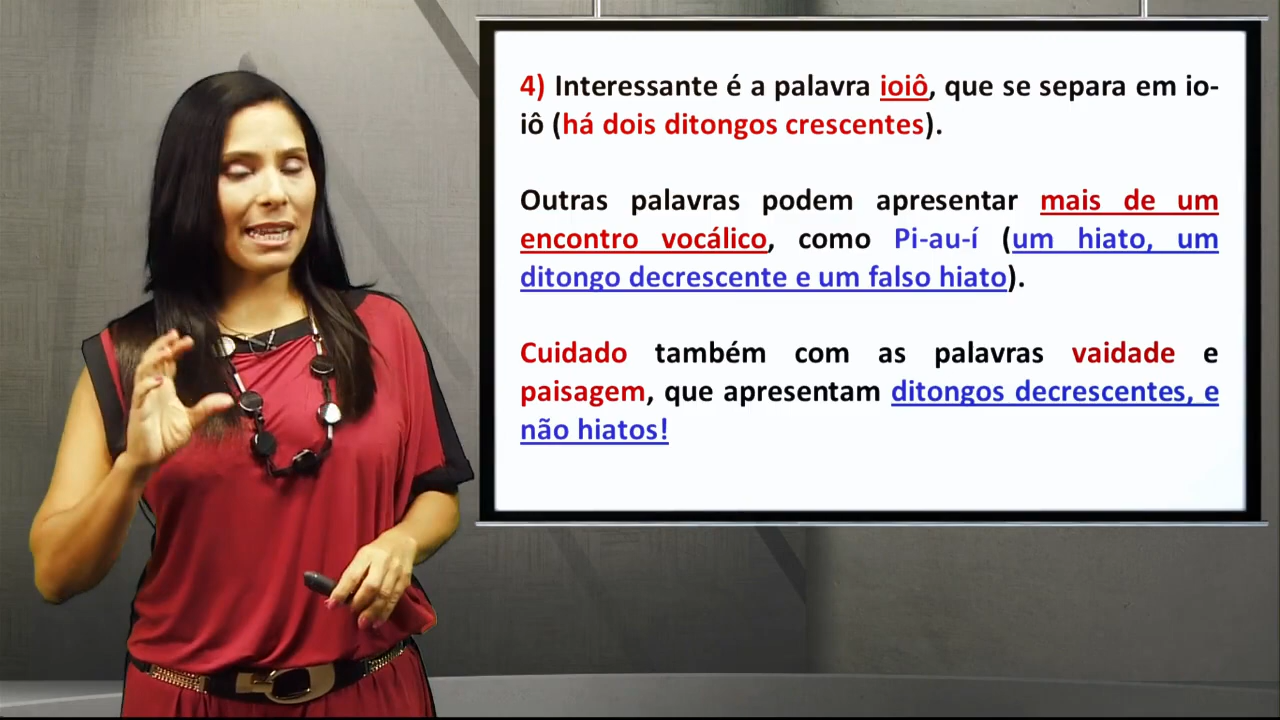 4) Interessante é a palavra ioiô, que se separa em io-
iô (há dois ditongos crescentes).
Outras palavras podem apresentar mais de um
encontro vocálico, como Pi-au-í (um hiato, um
ditongo decrescente e um falso hiato).
Cuidado também com as palavras vaidade e
paisagem, que apresentam ditongos decrescentes, e
não hiatos!